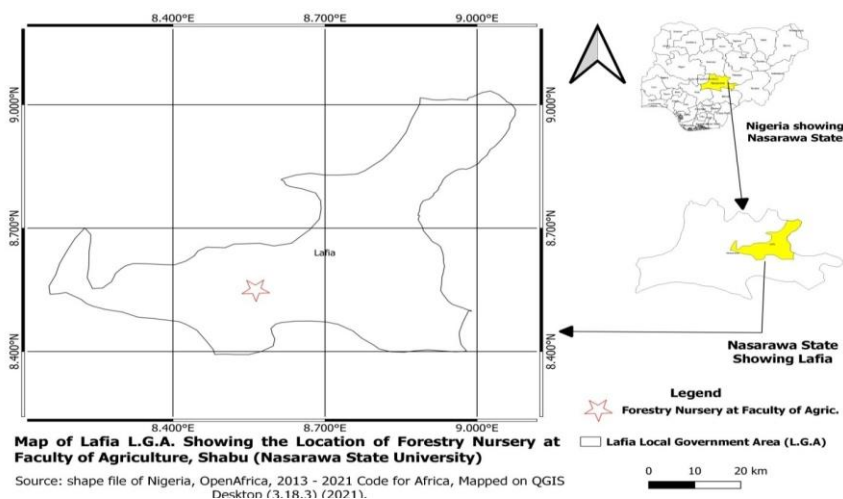 8.400°E 8.700°E 9.000°E
9.000°N
8.700°N
8.400°N
Lafia
9.000°N
8.700°N
8.400°N
8.400°E 8.700°E 9.000°E
Map of Lafia L.G.A. Showing the Location of Forestry Nursery at
Faculty of Agriculture, Shabu (Nasarawa State University)
Source: shape file of Nigeria, OpenAfrica, 2013 - 2021 Code for Africa, Mapped on QGIS
Desktop (3.18.3) (2021).
Nigeria showing
Nasarawa State
Nasarawa State
Showing Lafia
Legend
Forestry Nursery at Faculty of Agric.
Lafia Local Government Area (L.G.A)
0 10 20 km